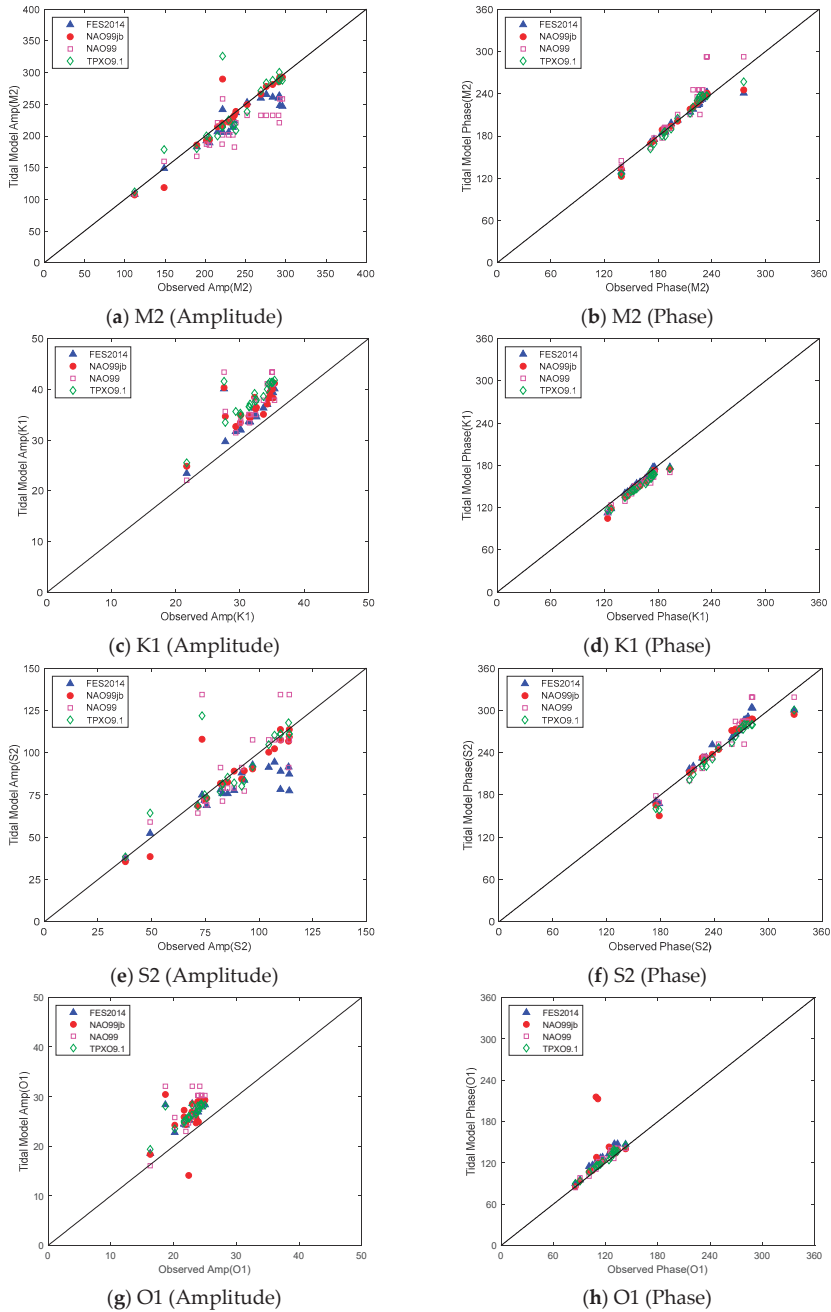 400
350
300
250
200
150
100
50
0
Tidal Model Amp(M2)
FES2014
NAO99jb
NAO99
TPXO9.1
0 50 100 150 200 250 300 350 400
Observed Amp(M2)
(a) M2 (Amplitude)
360
300
240
180
120
60
0
Tidal Model Phase(M2)
FES2014
NAO99jb
NAO99
TPXO9.1
0 60 120 180 240 300 360
Observed Phase(M2)
(b) M2 (Phase)
50
40
30
20
10
0
Tidal Model Amp(K1)
FES2014
NAO99jb
NAO99
TPXO9.1
0 10 20 30 40 50
Observed Amp(K1)
(c) K1 (Amplitude)
360
300
240
180
120
60
0
Tidal Model Phase(K1)
FES2014
NAO99jb
NAO99
TPXO9.1
0 60 120 180 240 300 360
Observed Phase(K1)
(d) K1 (Phase)
150
125
100
75
50
25
0
Tidal Model Amp(S2)
FES2014
NAO99jb
NAO99
TPXO9.1
0 25 50 75 100 125 150
Observed Amp(S2)
(e) S2 (Amplitude)
360
300
240
180
120
60
0
Tidal Model Phase(S2)
FES2014
NAO99jb
NAO99
TPXO9.1
0 60 120 180 240 300 360
Observed Phase(S2)
(f) S2 (Phase)
50
40
30
20
10
0
Tidal Model Amp(O1)
FES2014
NAO99jb
NAO99
TPXO9.1
0 10 20 30 40 50
Observed Amp(O1)
(g) O1 (Amplitude)
360
300
240
180
120
60
0
Tidal Model Phase(O1)
FES2014
NAO99jb
NAO99
TPXO9.1
0 60 120 180 240 300 360
Observed Phase(O1)
(h) O1 (Phase)